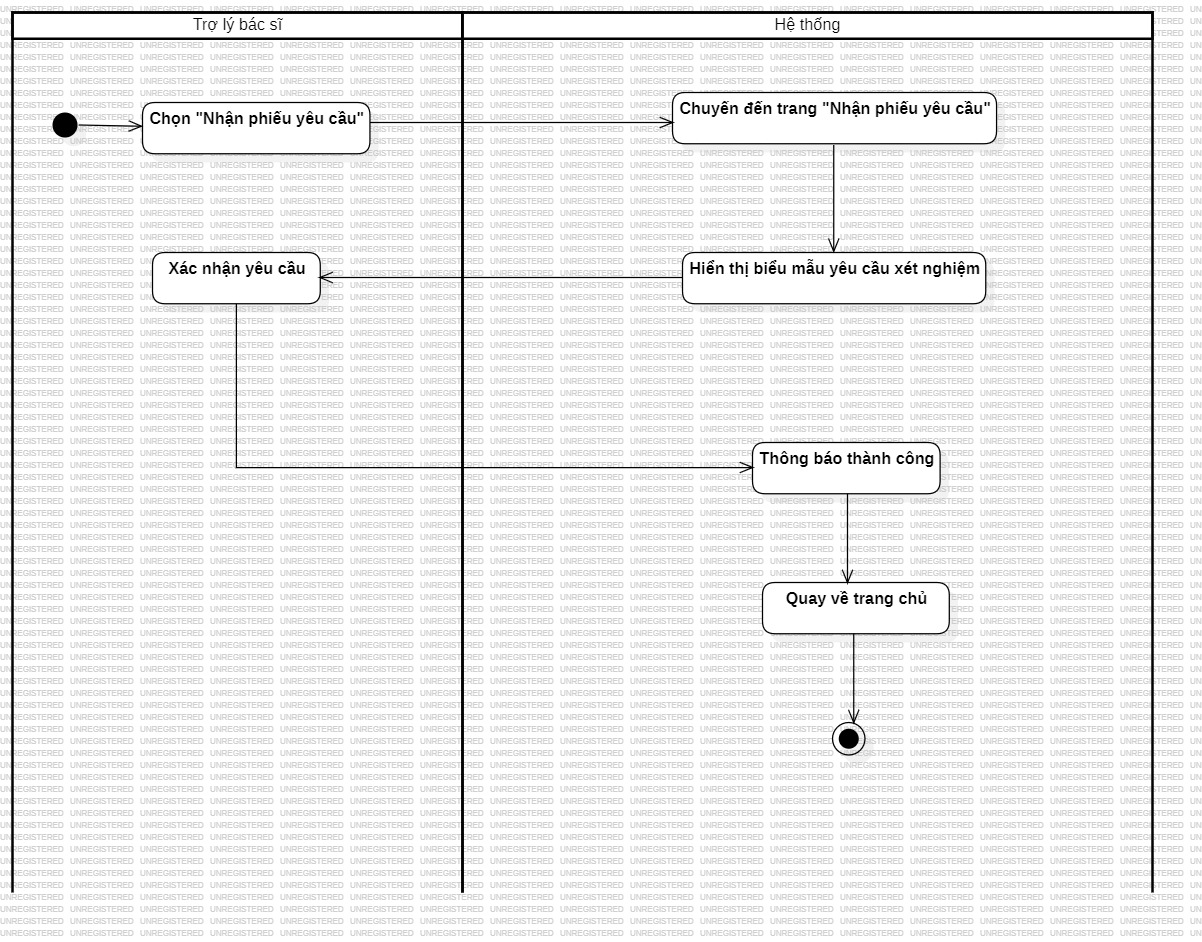 Trợ lý bác sĩ
Hệ thống
Chọn "Nhận phiếu yêu cầu"
Chuyển đến trang "Nhận phiếu yêu cầu"
Xác nhận yêu cầu
Hiển thị biểu mẫu yêu cầu xét nghiệm
Thông báo thành công
Quay về trang chủ
UNREGISTERED